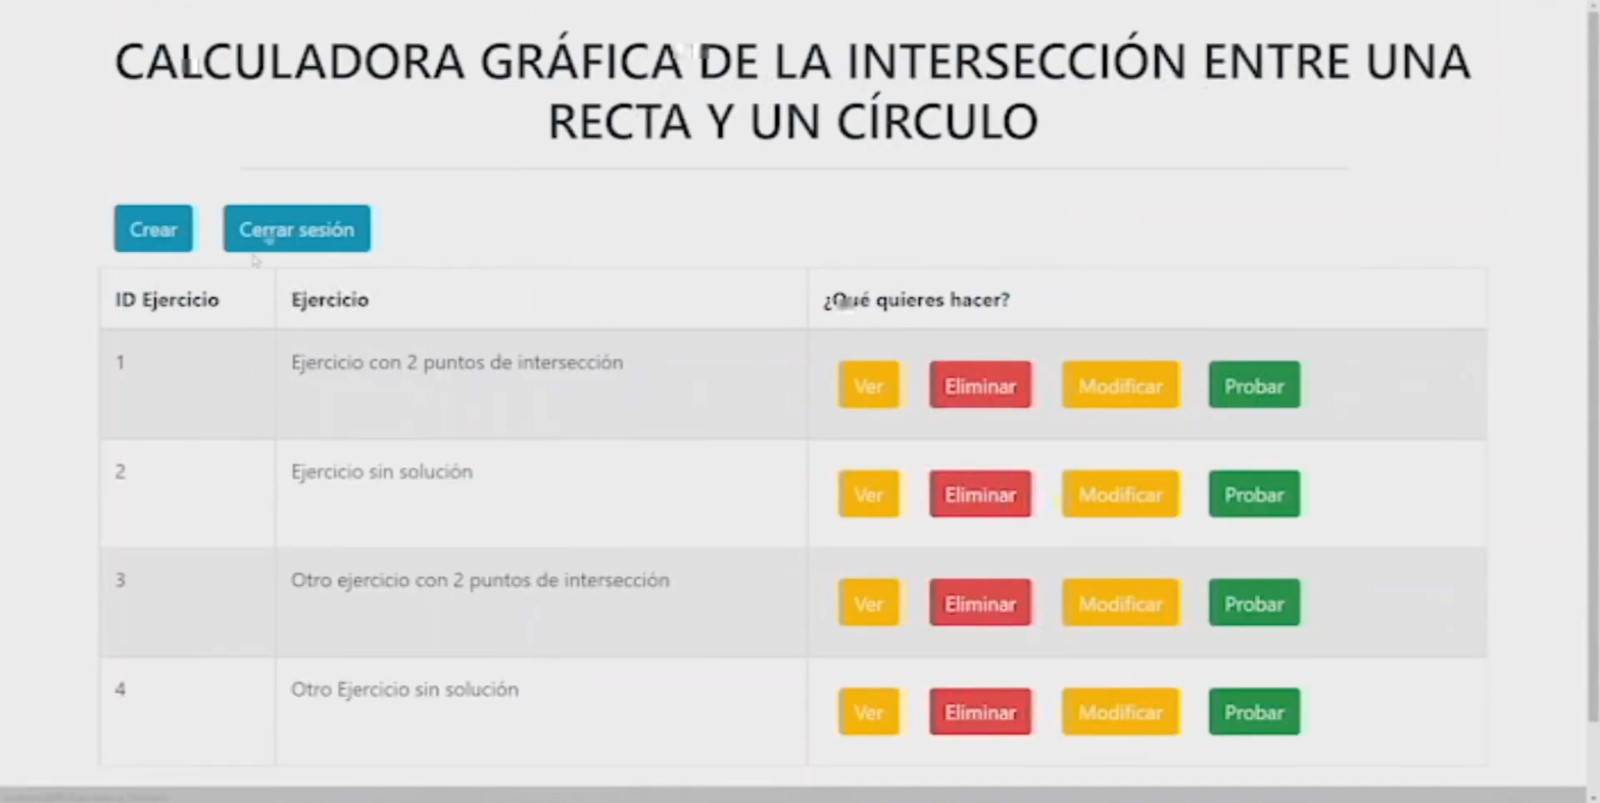 CALCULADORA GRÁFICA DE LA INTERSECCIÓN ENTRE UNA
RECTA Y UN CÍRCULO
Crear Cerrar sesión
ID Ejercicio Ejercicio ¿Qué quieres hacer?
1 Ejercicio con 2 puntos de intersección Ver Eliminar Modificar Probar
2 Ejercicio sin solución Ver Eliminar Modificar Probar
3 Otro ejercicio con 2 puntos de intersección Ver Eliminar Modificar Probar
4 Otro Ejercicio sin solución Ver Eliminar Modificar Probar